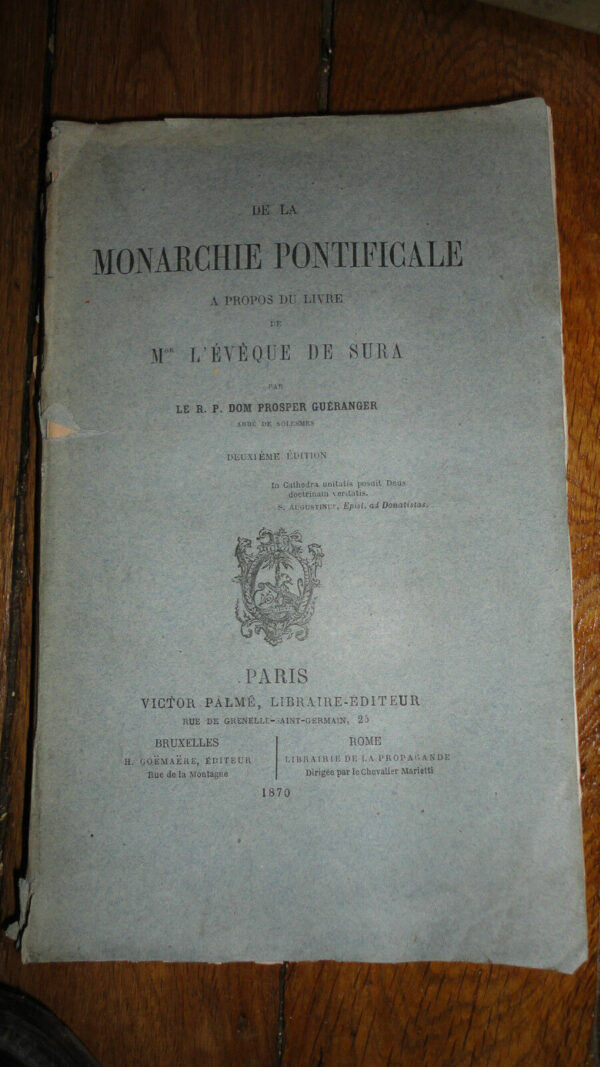 DE LA
MONARCHIE PONTIFICALE
A PROPOS DU LIVRE
DE
MGR L'ÉVÊQUE DE SURA
PAR
LE R. P. DOM PROSPER GUÉRANGER
ABBÉ DE SOLESMES
DEUXIÈME ÉDITION
In Cathedra unitatis posuit Deus
doctrinam veritatis.
S. AUGUSTINUS, Epist. ad Donatistas.
PARIS
VICTOR PALMÉ, LIBRAIRE-EDITEUR
RUE DE GRENELLE-SAINT-GERMAIN, 25
BRUXELLES
H. GOËMAËRE, ÉDITEUR
Rue de la Montagne
ROME
LIBRAIRIE DE LA PROPAGANDE
Dirigée par le Chevalier Marietti
1870